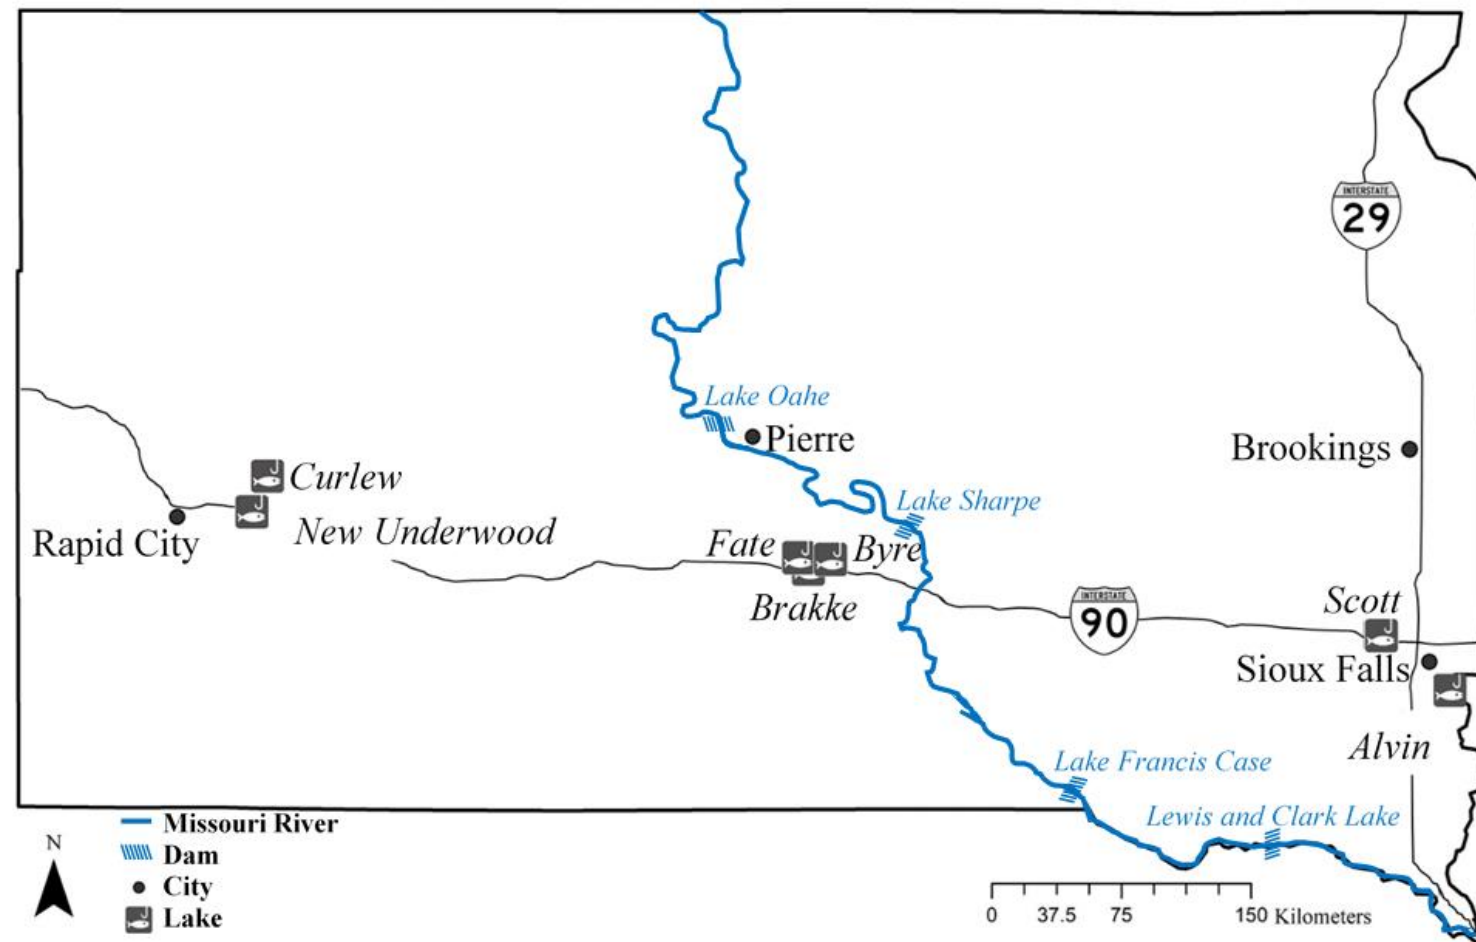 INTERSTATE
29
Lake Oahe
Pierre
Brookings
Curlew
Lake Sharpe
New Underwood
Rapid City
Fate
Byre
Brakke
INTERSTATE
90
Scott
Sioux Falls
Alvin
Lake Francis Case
Lewis and Clark Lake
N
Missouri River
Dam
City
Lake
0 37.5 75 150 Kilometers